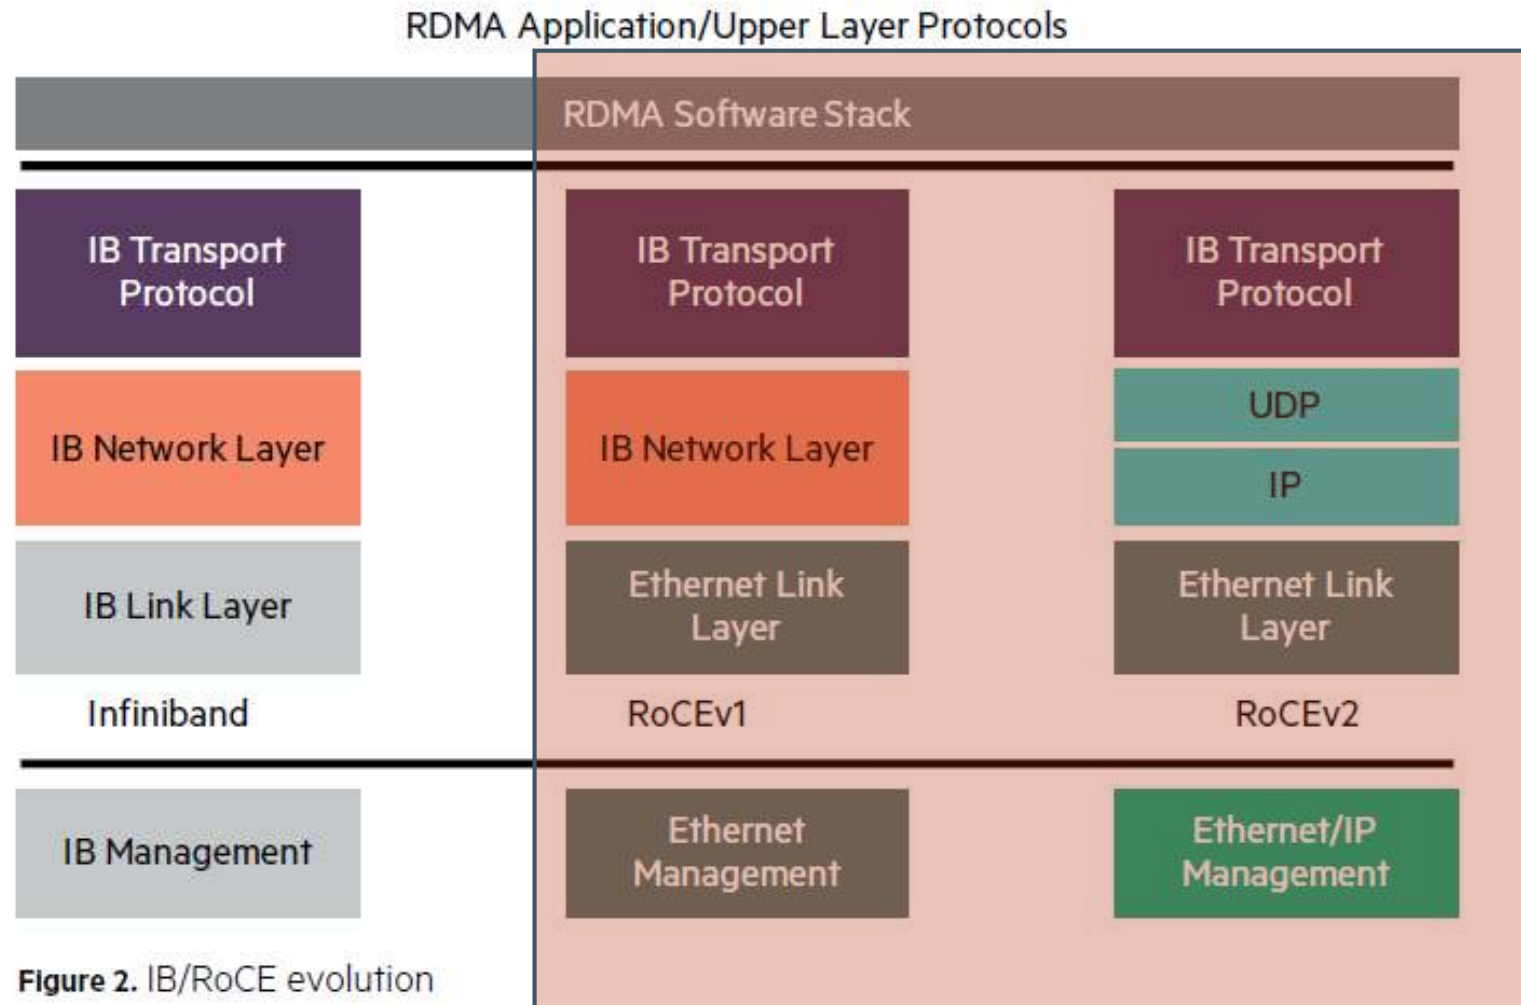 RDMA Application/Upper Layer Protocols
RDMA Software Stack
IB Transport
Protocol
IB Transport
Protocol
IB Transport
Protocol
IB Network Layer
IB Network Layer
UDP
IP
IB Link Layer
Ethernet Link
Layer
Ethernet Link
Layer
Infiniband
RoCEv1
RoCEv2
IB Management
Ethernet
Management
Ethernet/IP
Management
Figure 2. IB/RoCE evolution